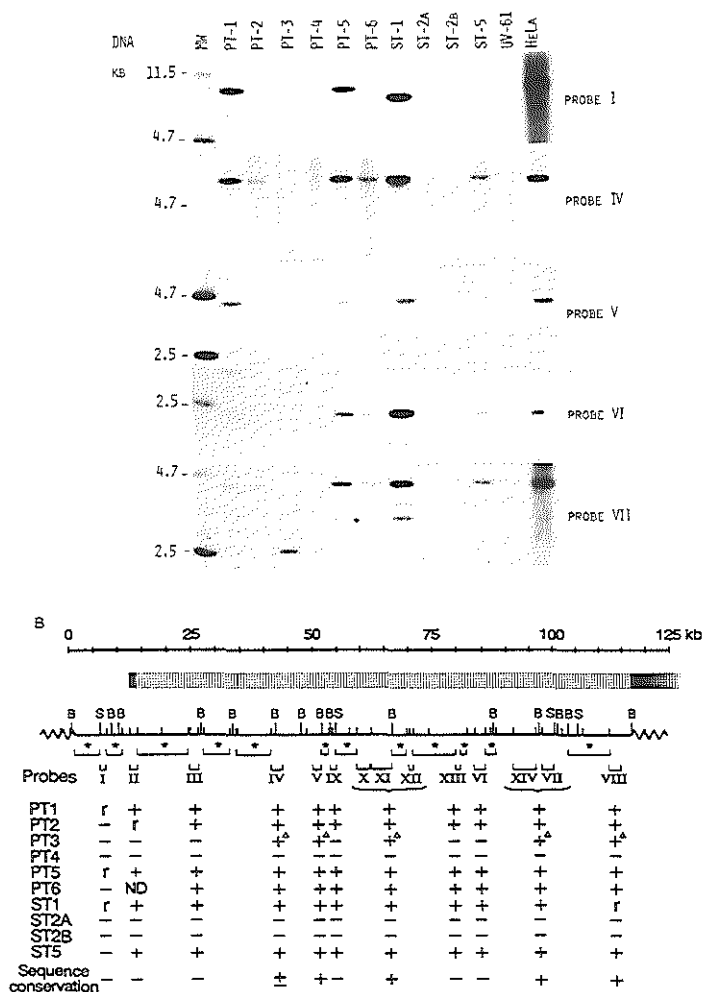 DNA MW PT-1 PT-2 PT-3 PT-4 PT-5 PT-6 ST-1 ST-2A ST-2B ST-5 UV-61 HELA
KB 11.5 –
PROBE I
4.7 –
4.7 –
PROBE IV
4.7 –
PROBE V
2.5 –
2.5 –
PROBE VI
4.7 –
PROBE VII
2.5 –
B
0 25 50 75 100 125 kb
B S B B B B B B B B S B B B S B B S B
* * * * * * * * * * * *
Probes I II III IV V IX X XI XII XIII VI XIV VII VIII
PT1 r + + + + + + + + + +
PT2 – r + + + + + + + + +
PT3 – – – +Δ +Δ – +Δ – – +Δ +Δ
PT4 – – – – – – – – – – –
PT5 r + + + + + + + + + +
PT6 – ND + + + + + + + + +
ST1 r + + + + + + + + + r
ST2A – – – – – – – – – – –
ST2B – – – – – – – – – – –
ST5 – + + + + + + + + + +
Sequence
conservation – – – ± + – + – – + +